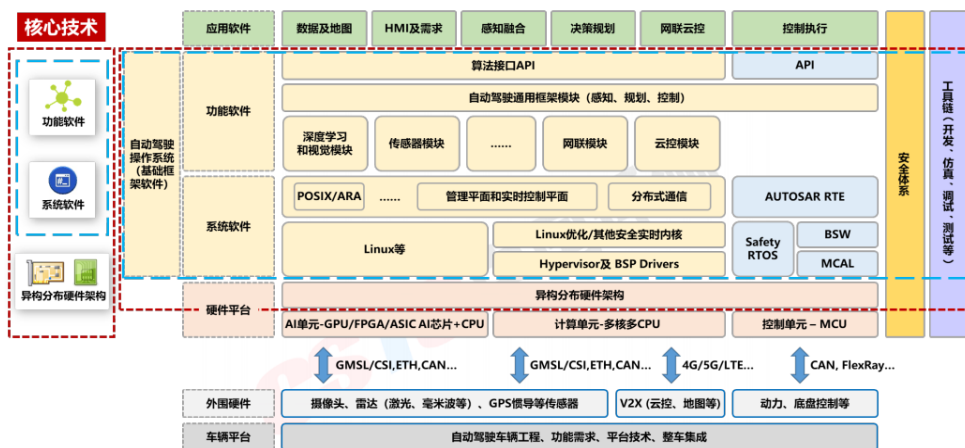 核心技术
功能软件
系统软件
异构分布硬件架构
应用软件
数据及地图
HMI及需求
感知融合
决策规划
网联云控
控制执行
自动驾驶
操作系统
(基础框
架软件)
功能软件
算法接口API
API
自动驾驶通用框架模块（感知、规划、控制）
深度学习
和视觉模块
传感器模块
......
网联模块
云控模块
系统软件
POSIX/ARA
......
管理平面和实时控制平面
分布式通信
AUTOSAR RTE
Linux等
Linux优化/其他安全实时内核
Hypervisor及 BSP Drivers
Safety
RTOS
BSW
MCAL
硬件平台
异构分布硬件架构
AI单元-GPU/FPGA/ASIC AI芯片+CPU
计算单元-多核多CPU
控制单元 – MCU
GMSL/CSI,ETH,CAN...
GMSL/CSI,ETH,CAN...
4G/5G/LTE...
CAN, FlexRay...
外围硬件
摄像头、雷达（激光、毫米波等）、GPS惯导等传感器
V2X (云控、地图等)
动力、底盘控制等
车辆平台
自动驾驶车辆工程、功能需求、平台技术、整车集成
安全体系
工具链（开发、仿真、调试、测试等）